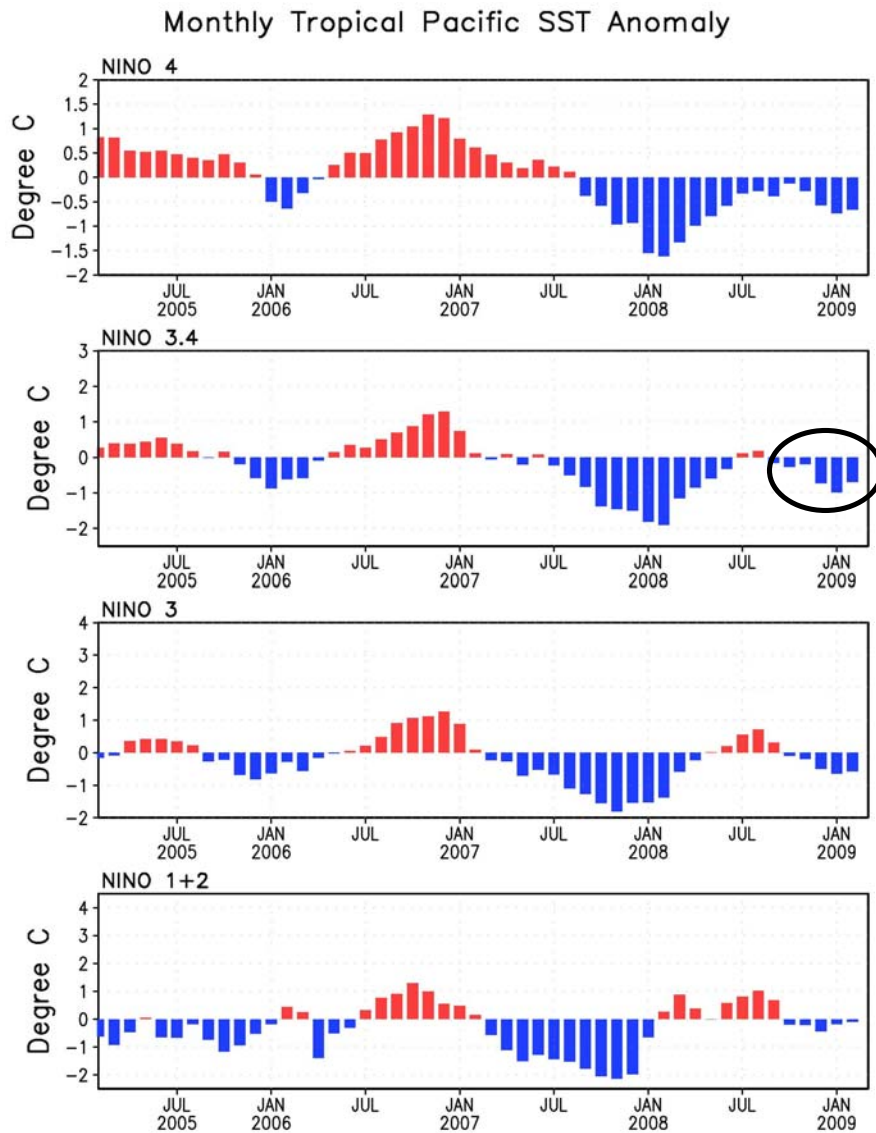 Monthly Tropical Pacific SST Anomaly
NINO 4
Degree C
2
1.5
1
0.5
0
-0.5
-1
-1.5
-2
JUL JAN JUL JAN JUL JAN JUL JAN
2005 2006 2007 2008 2009
NINO 3.4
Degree C
3
2
1
0
-1
-2
JUL JAN JUL JAN JUL JAN JUL JAN
2005 2006 2007 2008 2009
NINO 3
Degree C
4
3
2
1
0
-1
-2
JUL JAN JUL JAN JUL JAN JUL JAN
2005 2006 2007 2008 2009
NINO 1+2
Degree C
4
3
2
1
0
-1
-2
JUL JAN JUL JAN JUL JAN JUL JAN
2005 2006 2007 2008 2009